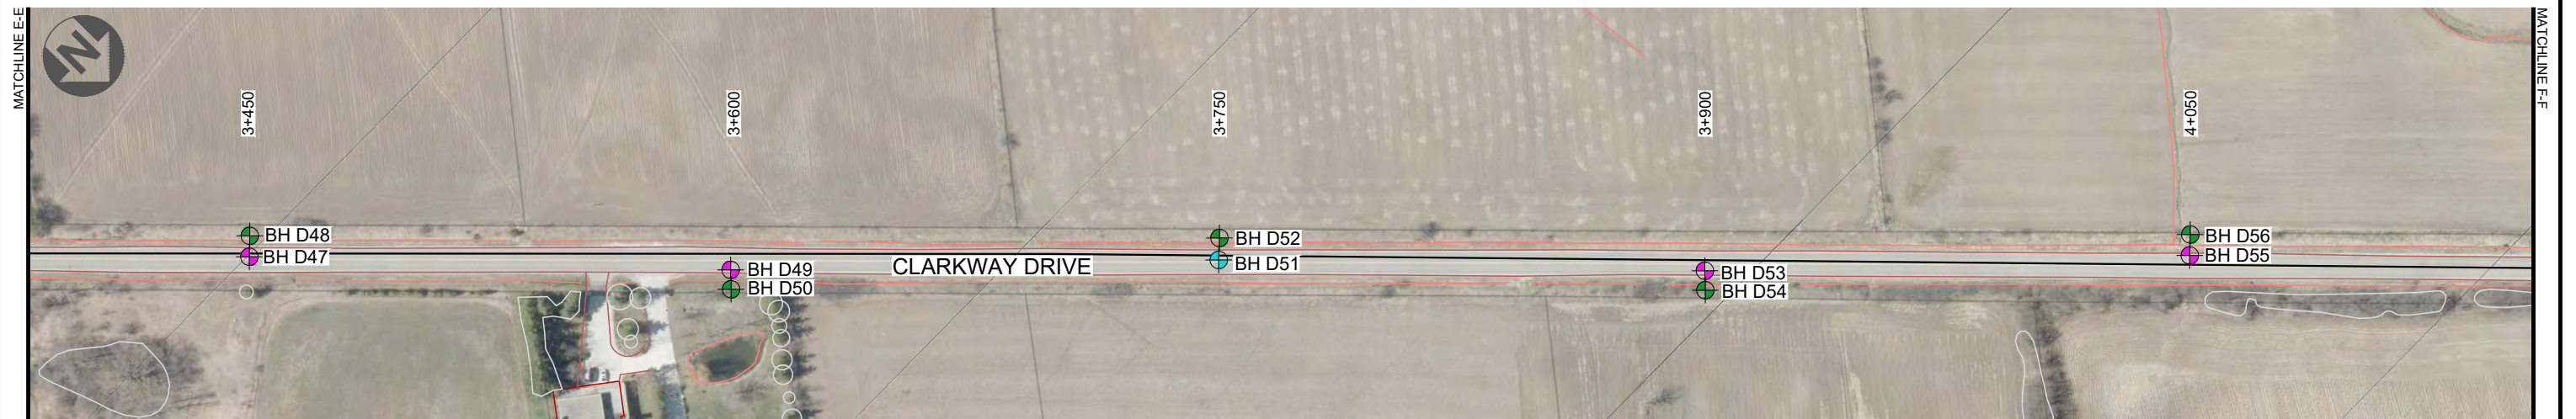 MATCHLINE E-E
N
3+450
3+600
3+750
3+900
4+050
MATCHLINE F-F
BH D48
BH D47
BH D49
BH D50
CLARKWAY DRIVE
BH D52
BH D51
BH D53
BH D54
BH D56
BH D55